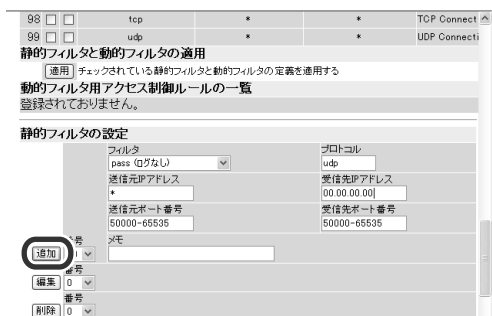 98 tcp * * TCP Connect
99 udp * * UDP Connecti
静的フィルタと動的フィルタの適用
適用 チェックされている静的フィルタと動的フィルタの定義を適用する
動的フィルタ用アクセス制御ルールの一覧
登録されておりません。
静的フィルタの設定
フィルタ プロトコル
pass (ログなし) udp
送信元IPアドレス 受信先IPアドレス
* 00.00.00.00
送信元ポート番号 受信先ポート番号
50000-65535 50000-65535
号 メモ
追加
番号
編集 0
番号
削除 0